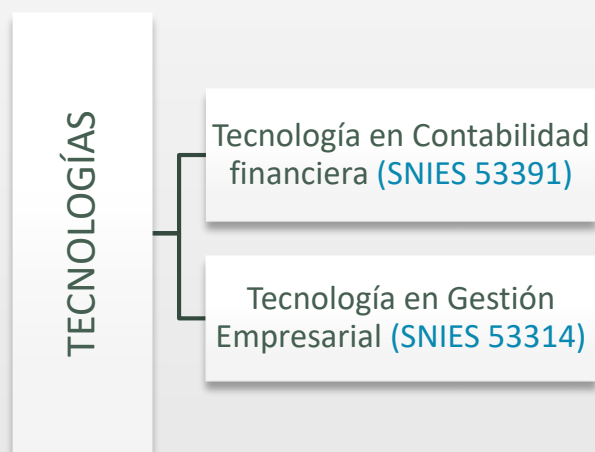 TECNOLOGÍAS
Tecnología en Contabilidad
financiera (SNIES 53391)
Tecnología en Gestión
Empresarial (SNIES 53314)